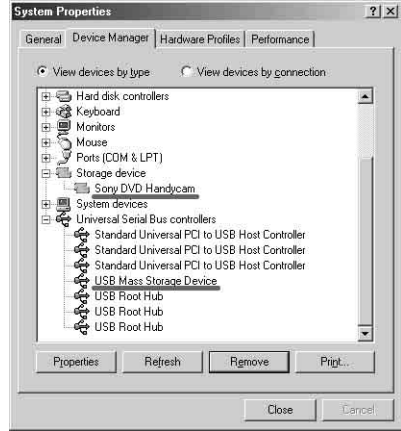 System Properties
General Device Manager Hardware Profiles Performance
View devices by type View devices by connection
Hard disk controllers
Keyboard
Monitors
Mouse
Ports (COM & LPT)
Storage device
Sony DVD Handycam
System devices
Universal Serial Bus controllers
Standard Universal PCI to USB Host Controller
Standard Universal PCI to USB Host Controller
Standard Universal PCI to USB Host Controller
USB Mass Storage Device
USB Root Hub
USB Root Hub
USB Root Hub
Properties Refresh Remove Print...
Close Cancel